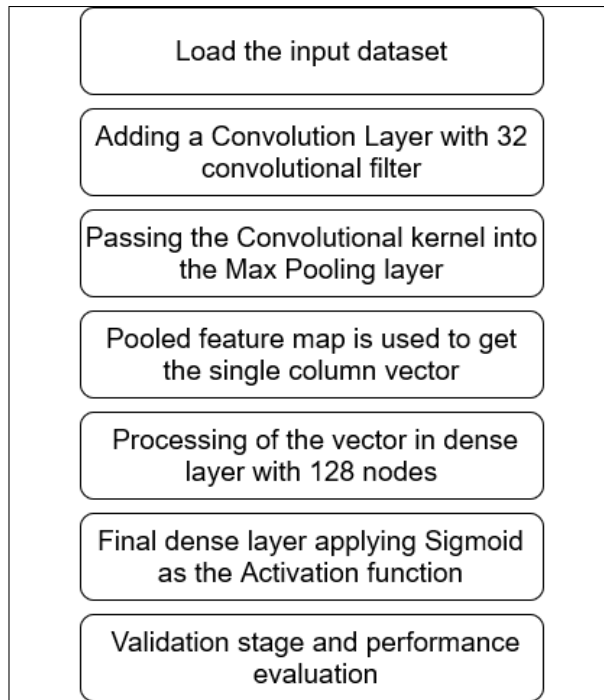 Load the input dataset
Adding a Convolution Layer with 32
convolutional filter
Passing the Convolutional kernel into
the Max Pooling layer
Pooled feature map is used to get
the single column vector
Processing of the vector in dense
layer with 128 nodes
Final dense layer applying Sigmoid
as the Activation function
Validation stage and performance
evaluation